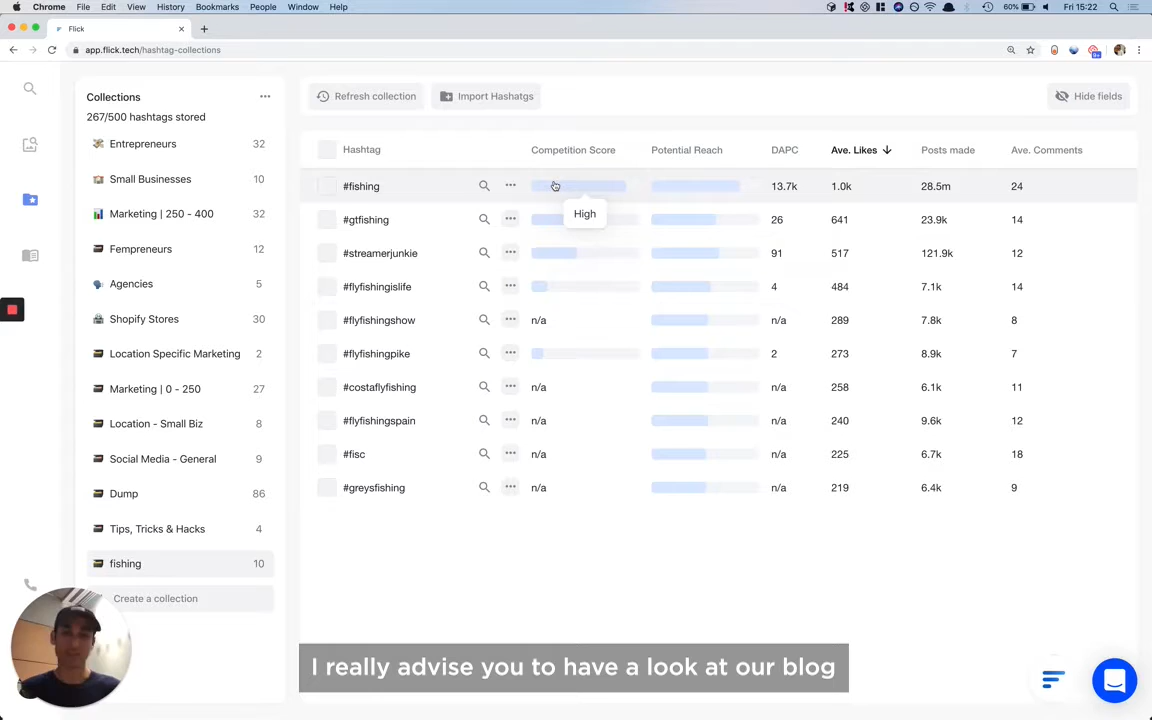 Chrome File Edit View History Bookmarks People Window Help 60% Fri 15:22
Flick
app.flick.tech/hashtag-collections
9+
Collections
267/500 hashtags stored
Entrepreneurs 32
Small Businesses 10
Marketing | 250 - 400 32
Fempreneurs 12
Agencies 5
Shopify Stores 30
Location Specific Marketing 2
Marketing | 0 - 250 27
Location - Small Biz 8
Social Media - General 9
Dump 86
Tips, Tricks & Hacks 4
fishing 10
Create a collection
Refresh collection Import Hashatgs Hide fields
Hashtag Competition Score Potential Reach DAPC Ave. Likes Posts made Ave. Comments
#fishing 13.7k 1.0k 28.5m 24
High
#gtfishing 26 641 23.9k 14
#streamerjunkie 91 517 121.9k 12
#flyfishingislife 4 484 7.1k 14
#flyfishingshow n/a n/a 289 7.8k 8
#flyfishingpike 2 273 8.9k 7
#costaflyfishing n/a n/a 258 6.1k 11
#flyfishingspain n/a n/a 240 9.6k 12
#fisc n/a n/a 225 6.7k 18
#greysfishing n/a n/a 219 6.4k 9
I really advise you to have a look at our blog